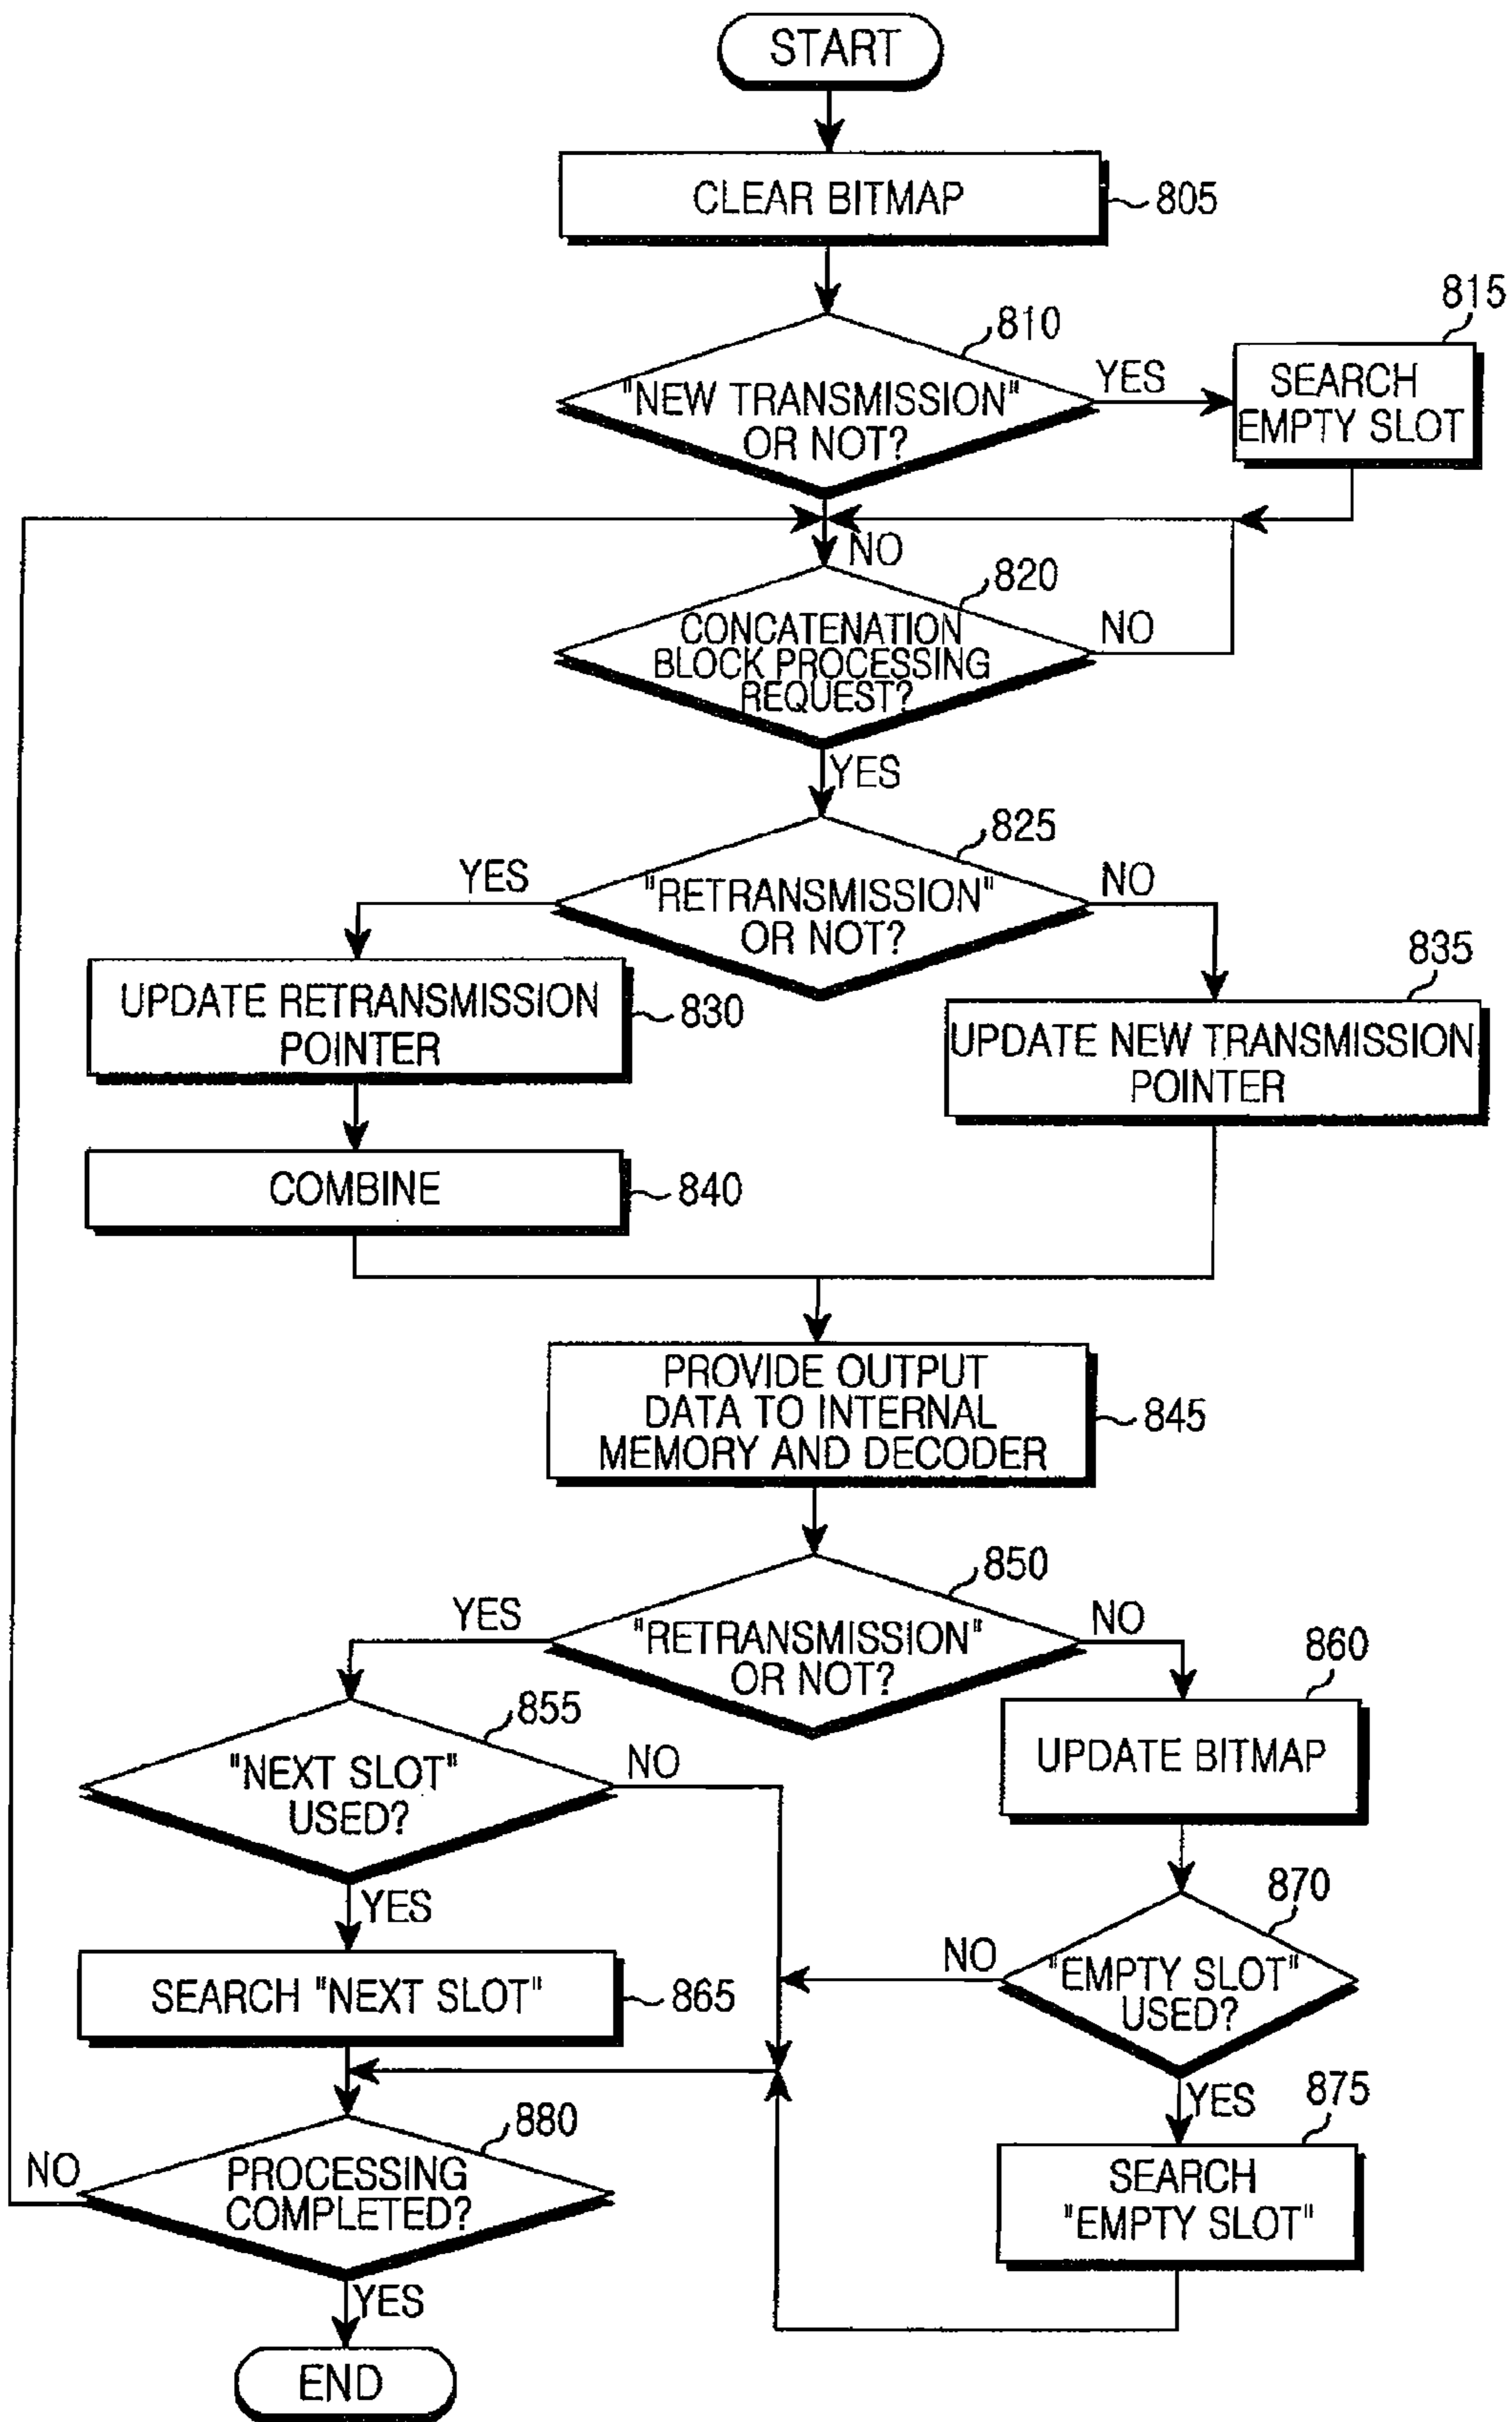 START
CLEAR BITMAP
805
810
815
"NEW TRANSMISSION"
OR NOT?
YES
SEARCH
EMPTY SLOT
NO
820
CONCATENATION
BLOCK PROCESSING
REQUEST?
NO
YES
825
YES
"RETRANSMISSION"
OR NOT?
NO
835
UPDATE RETRANSMISSION
POINTER
830
UPDATE NEW TRANSMISSION
POINTER
COMBINE
840
PROVIDE OUTPUT
DATA TO INTERNAL
MEMORY AND DECODER
845
850
YES
"RETRANSMISSION"
OR NOT?
NO
860
855
"NEXT SLOT"
USED?
NO
UPDATE BITMAP
YES
870
NO
"EMPTY SLOT"
USED?
SEARCH "NEXT SLOT"
865
YES
875
880
NO
PROCESSING
COMPLETED?
SEARCH
"EMPTY SLOT"
YES
END